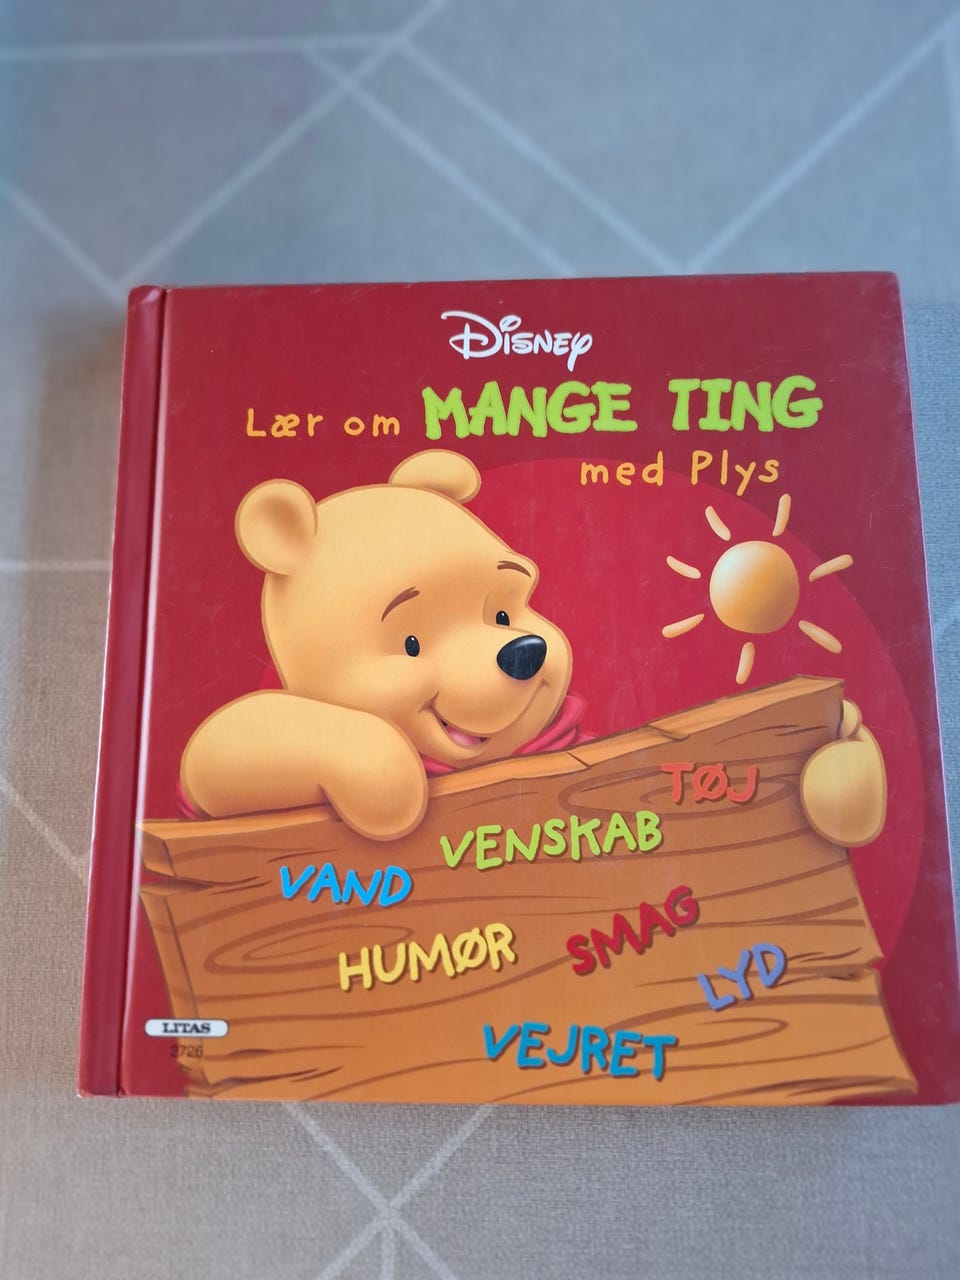 Disney
Lær om MANGE TING
med Plys
TØJ
VENSKAB
VAND
HUMØR
SMAG
LYD
VEJRET
LITAS
2726